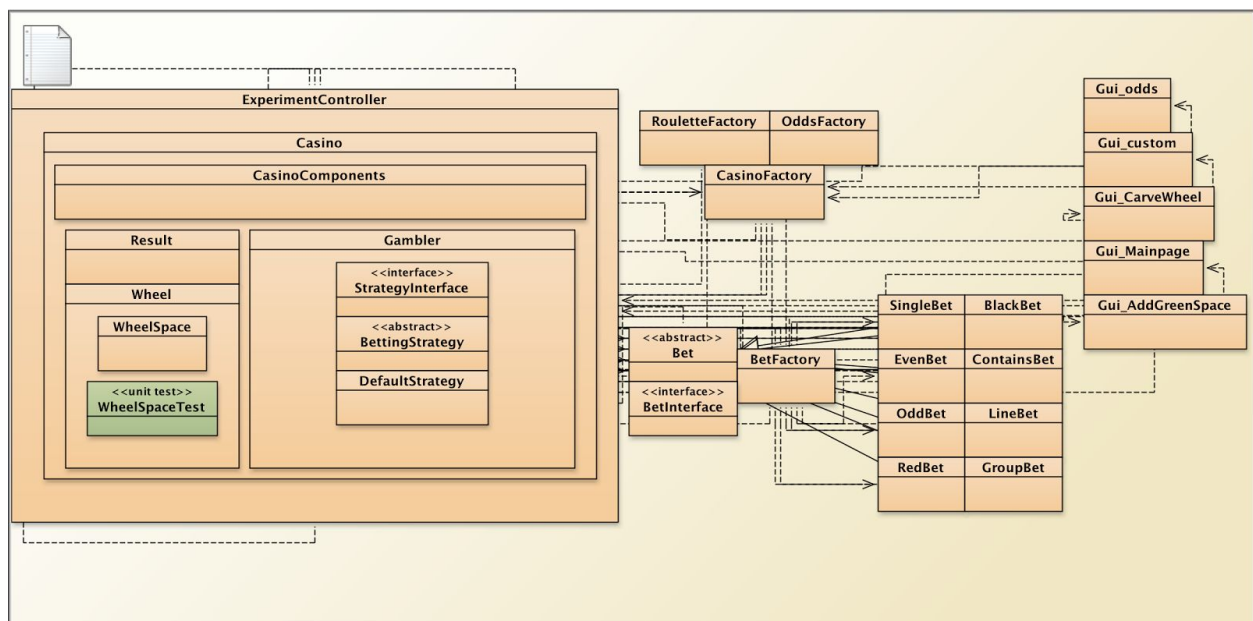 ExperimentController
Casino
CasinoComponents
Result
Wheel
WheelSpace
<<unit test>>
WheelSpaceTest
Gambler
<<interface>>
StrategyInterface
<<abstract>>
BettingStrategy
DefaultStrategy
RouletteFactory OddsFactory
CasinoFactory
<<abstract>>
Bet
<<interface>>
BetInterface
BetFactory
SingleBet BlackBet
EvenBet ContainsBet
OddBet LineBet
RedBet GroupBet
Gui_odds
Gui_custom
Gui_CarveWheel
Gui_Mainpage
Gui_AddGreenSpace